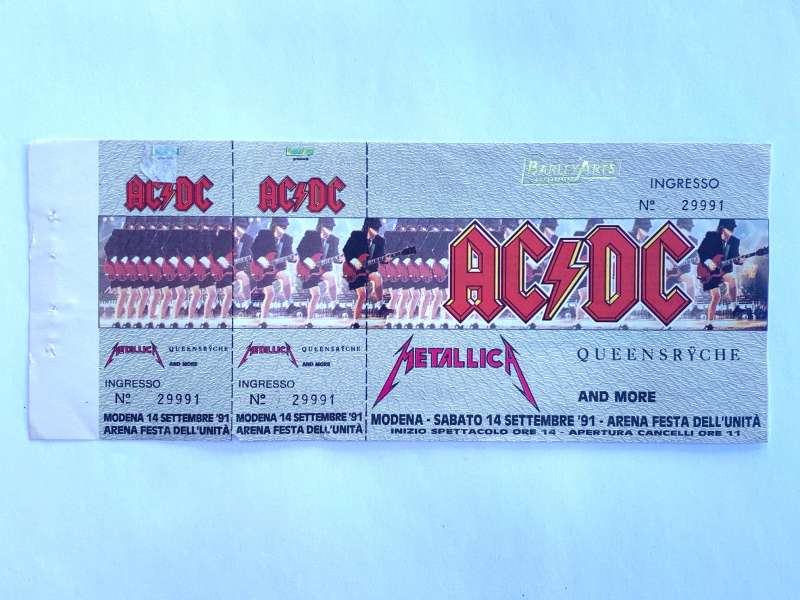 AC⚡DC
METALLICA QUEENSRŸCHE
AND MORE
INGRESSO
Nº 29991
MODENA 14 SETTEMBRE '91
ARENA FESTA DELL'UNITÀ
AC⚡DC
METALLICA QUEENSRŸCHE
AND MORE
INGRESSO
Nº 29991
MODENA 14 SETTEMBRE '91
ARENA FESTA DELL'UNITÀ
BARLEY ARTS
INGRESSO
Nº 29991
AC⚡DC
METALLICA QUEENSRŸCHE
AND MORE
MODENA - SABATO 14 SETTEMBRE '91 - ARENA FESTA DELL'UNITÀ
INIZIO SPETTACOLO ORE 14 - APERTURA CANCELLI ORE 11